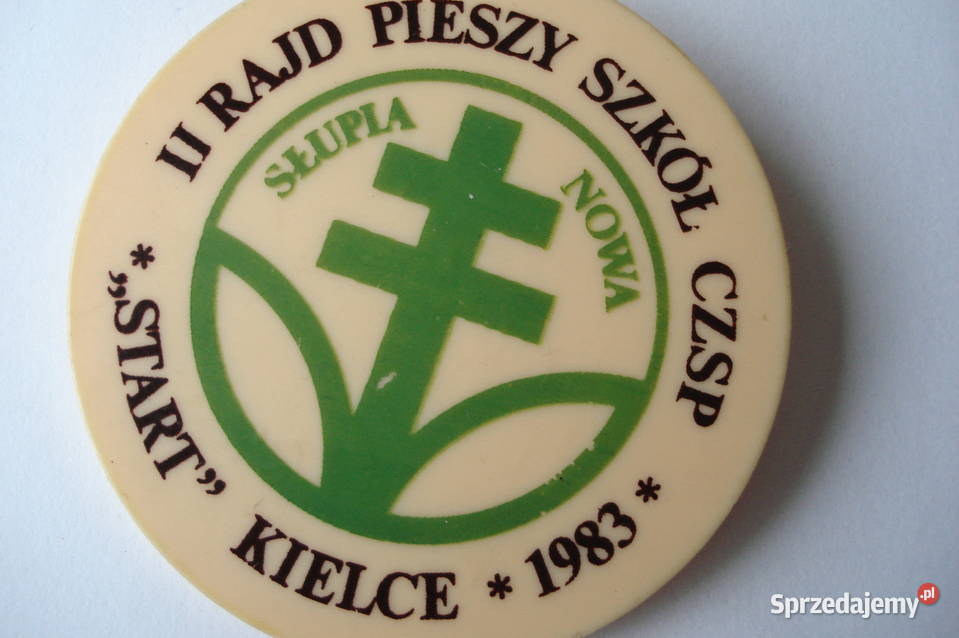 II RAJD PIESZY SZKÓŁ CZSP
* „START” KIELCE * 1983 *
SŁUPIA
NOWA
Sprzedajemy.pl